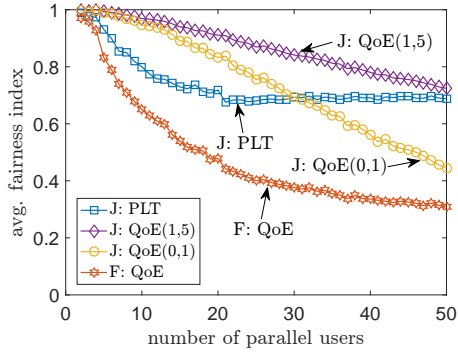 1
0.8
0.6
0.4
0.2
0
0
10
20
30
40
50
avg. fairness index
number of parallel users
J: QoE(1,5)
J: PLT
J: QoE(0,1)
F: QoE
J: PLT
J: QoE(1,5)
J: QoE(0,1)
F: QoE